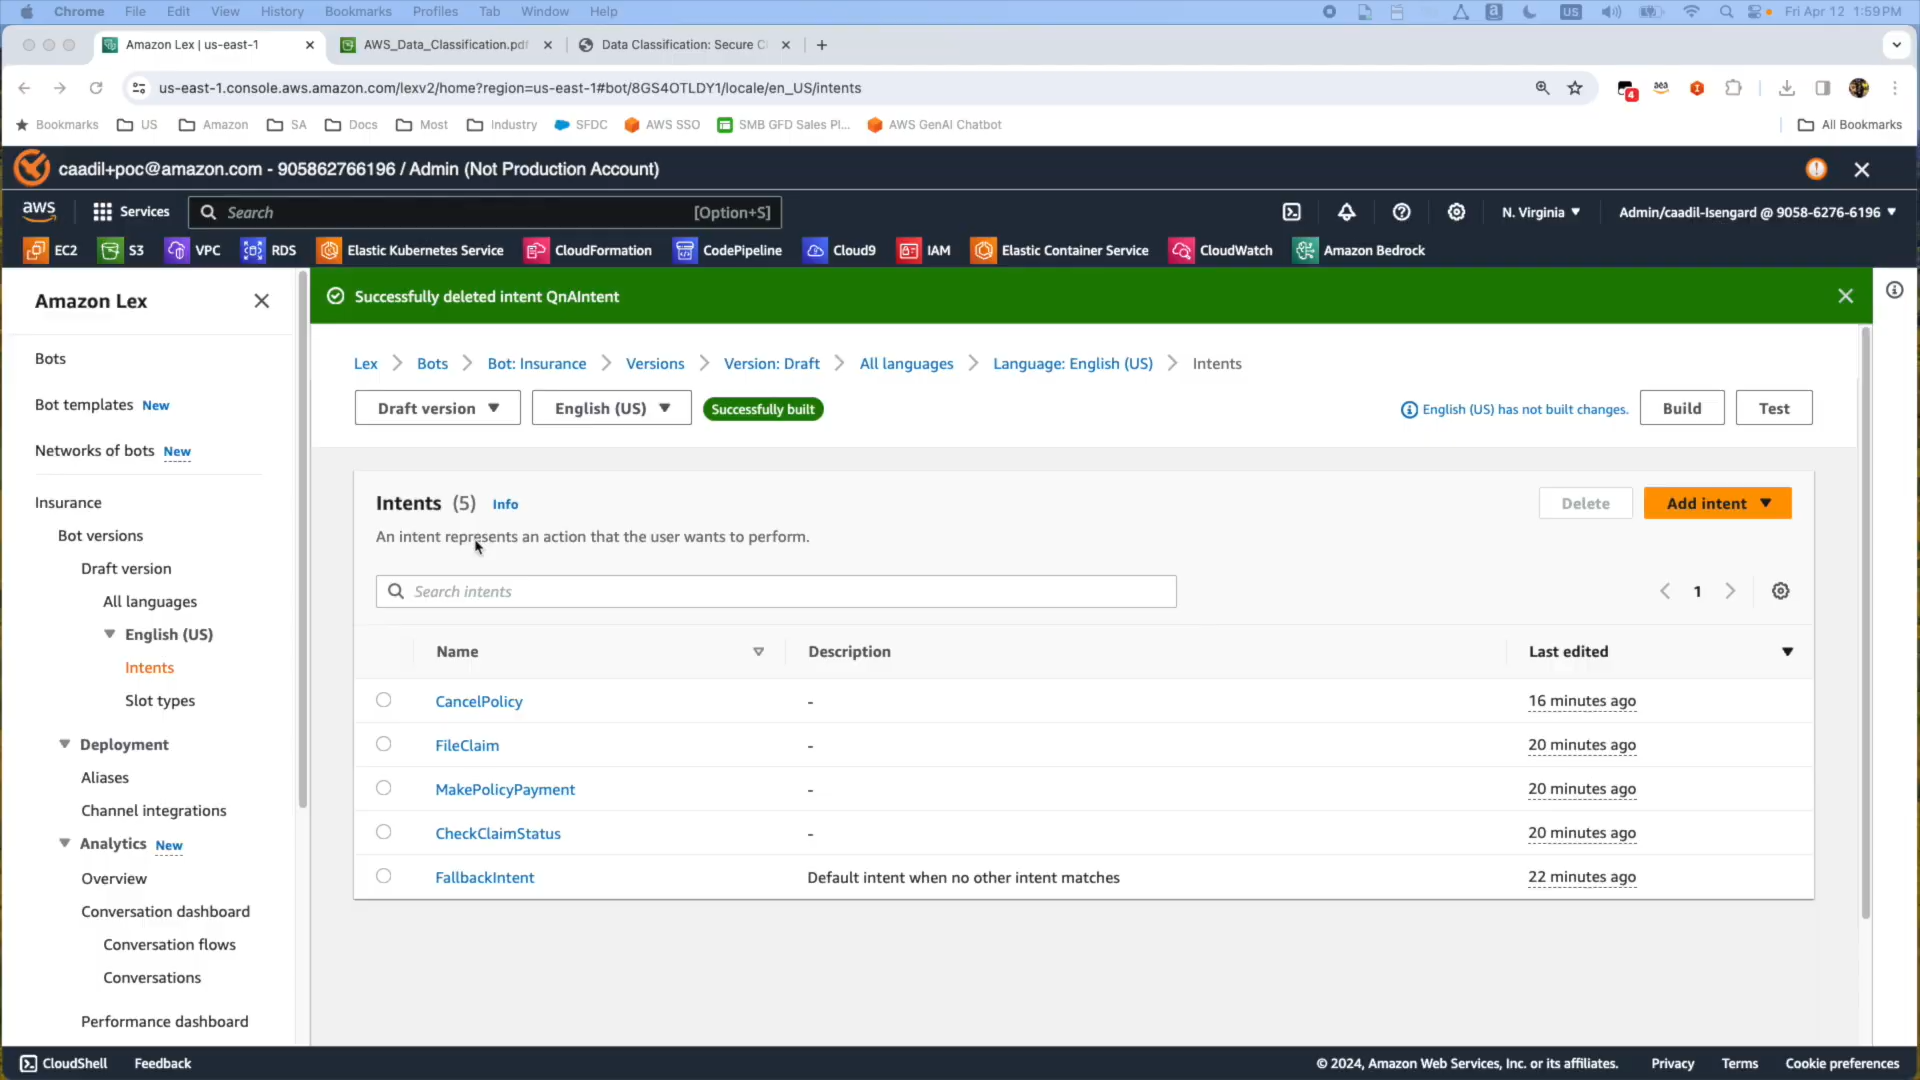 Chrome File Edit View History Bookmarks Profiles Tab Window Help US Fri Apr 12 1:59 PM
Amazon Lex | us-east-1 AWS_Data_Classification.pdf Data Classification: Secure C
us-east-1.console.aws.amazon.com/lexv2/home?region=us-east-1#bot/8GS4OTLDY1/locale/en_US/intents 4 aea
Bookmarks US Amazon SA Docs Most Industry SFDC AWS SSO SMB GFD Sales Pl... AWS GenAI Chatbot All Bookmarks
caadil+poc@amazon.com - 905862766196 / Admin (Not Production Account)
aws Services Search [Option+S] N. Virginia Admin/caadil-Isengard @ 9058-6276-6196
EC2 S3 VPC RDS Elastic Kubernetes Service CloudFormation CodePipeline Cloud9 IAM Elastic Container Service CloudWatch Amazon Bedrock
Amazon Lex
Bots
Bot templates New
Networks of bots New
Insurance
Bot versions
Draft version
All languages
English (US)
Intents
Slot types
Deployment
Aliases
Channel integrations
Analytics New
Overview
Conversation dashboard
Conversation flows
Conversations
Performance dashboard
Successfully deleted intent QnAIntent
Lex Bots Bot: Insurance Versions Version: Draft All languages Language: English (US) Intents
Draft version English (US) Successfully built English (US) has not built changes. Build Test
Intents (5) Info Delete Add intent
An intent represents an action that the user wants to perform.
Search intents 1
Name Description Last edited
CancelPolicy - 16 minutes ago
FileClaim - 20 minutes ago
MakePolicyPayment - 20 minutes ago
CheckClaimStatus - 20 minutes ago
FallbackIntent Default intent when no other intent matches 22 minutes ago
CloudShell Feedback © 2024, Amazon Web Services, Inc. or its affiliates. Privacy Terms Cookie preferences